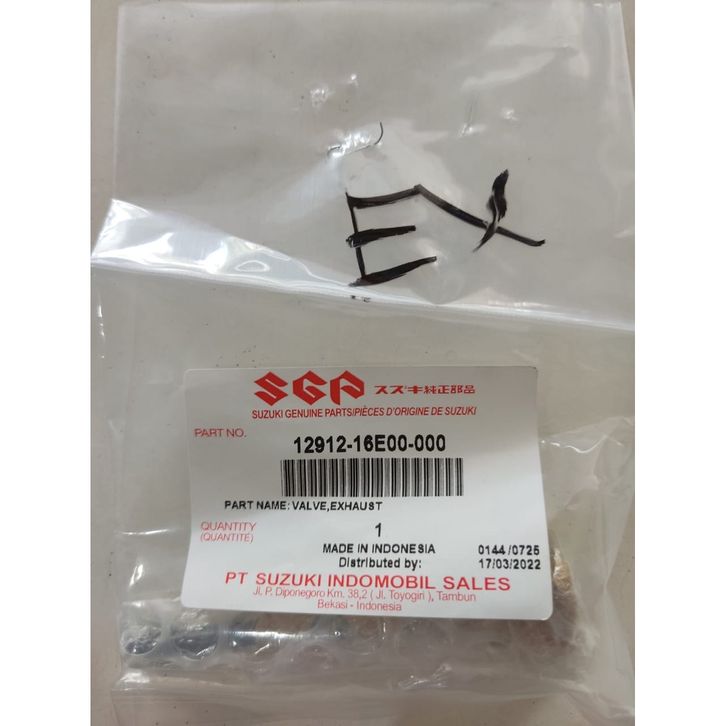 EX
SGP スズキ純正部品
SUZUKI GENUINE PARTS/PIÈCES D'ORIGINE DE SUZUKI
PART NO. 12912-16E00-000
PART NAME: VALVE,EXHAUST
QUANTITY 1
(QUANTITÉ)
MADE IN INDONESIA 0144 /0725
Distributed by: 17/03/2022
PT SUZUKI INDOMOBIL SALES
Jl. P. Diponegoro Km. 38,2 ( Jl. Toyogiri ), Tambun
Bekasi - Indonesia